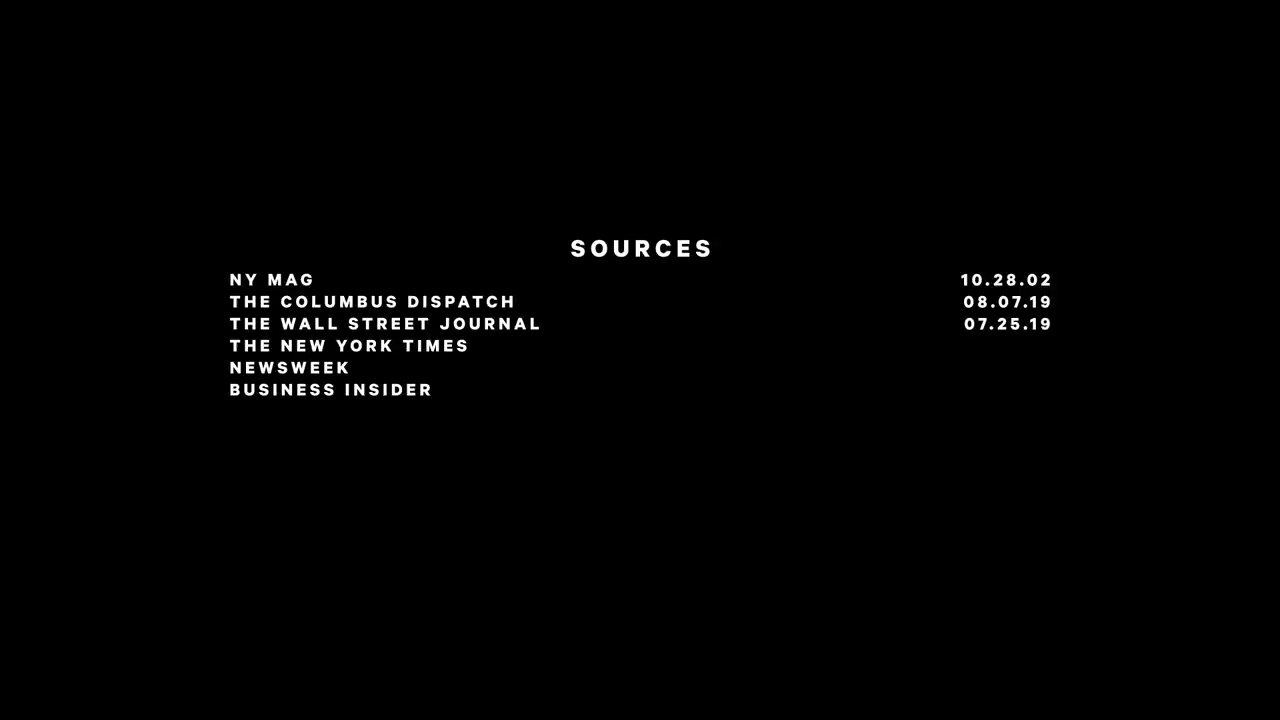 SOURCES
NY MAG 10.28.02
THE COLUMBUS DISPATCH 08.07.19
THE WALL STREET JOURNAL 07.25.19
THE NEW YORK TIMES
NEWSWEEK
BUSINESS INSIDER